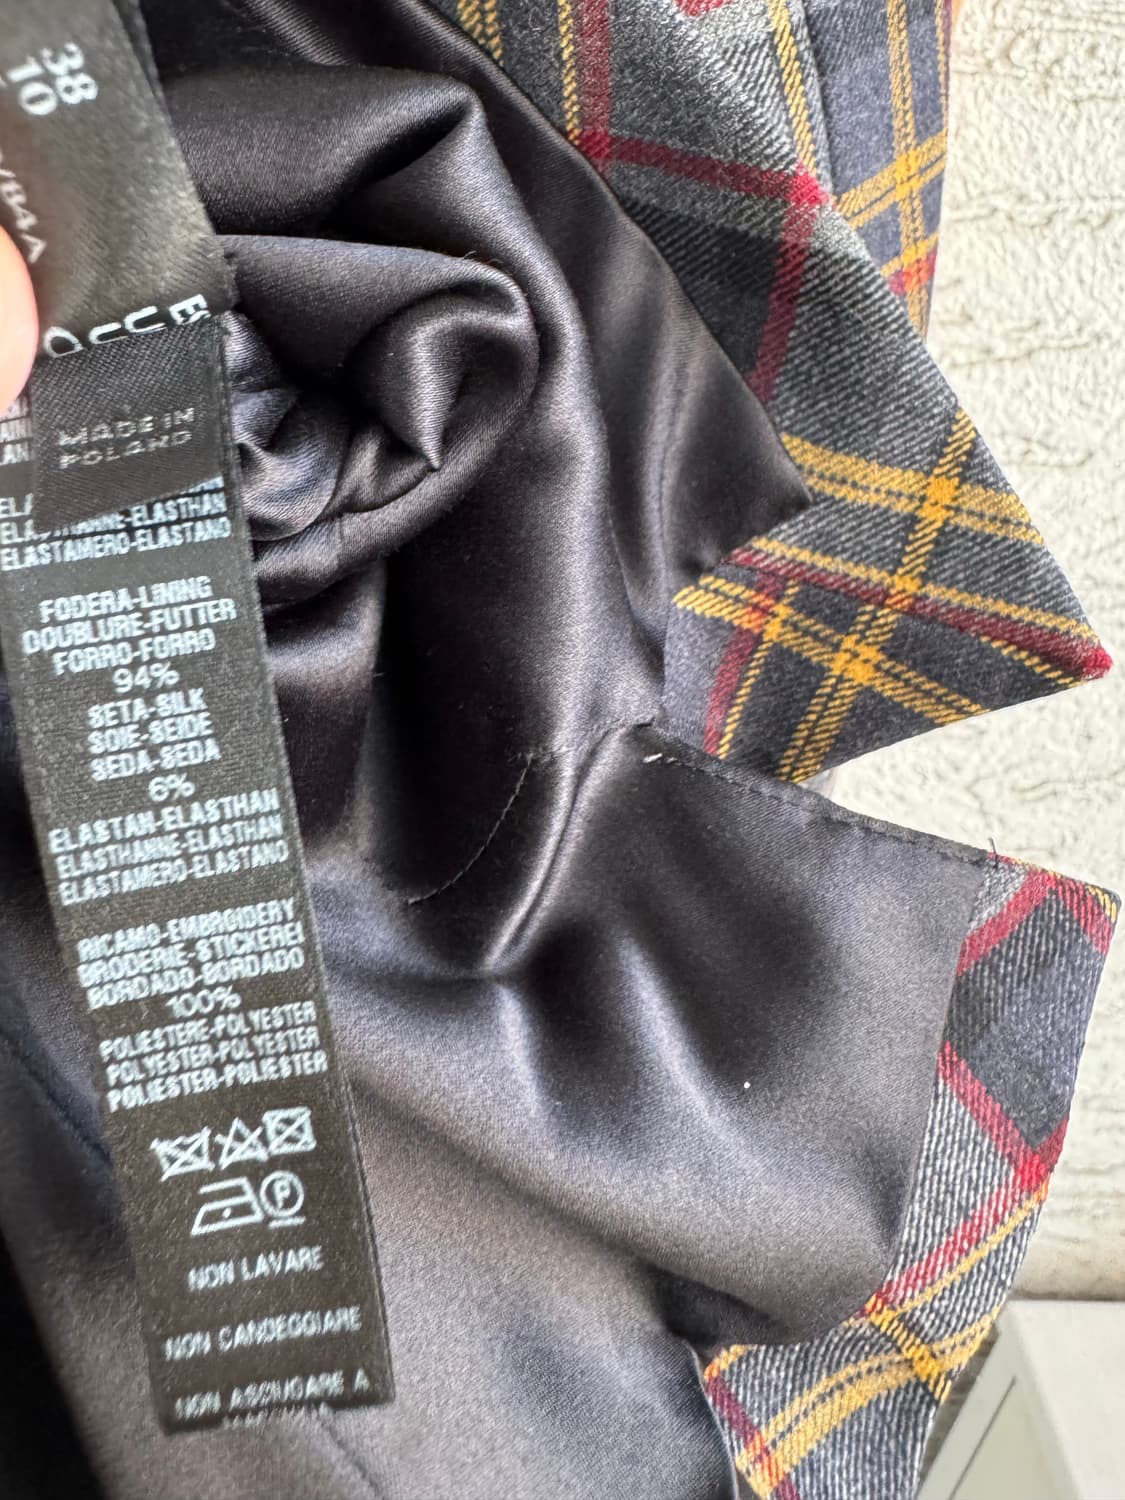 38
10
784A
MADE IN
POLAND
ELASTHANNE-ELASTHAN
ELASTAMERO-ELASTANO
FODERA-LINING
DOUBLURE-FUTTER
FORRO-FORRO
94%
SETA-SILK
SOIE-SEIDE
SEDA-SEDA
6%
ELASTAN-ELASTHAN
ELASTHANNE-ELASTHAN
ELASTAMERO-ELASTANO
RICAMO-EMBROIDERY
BRODERIE-STICKEREI
BORDADO-BORDADO
100%
POLIESTERE-POLYESTER
POLYESTER-POLYESTER
POLIESTER-POLIESTER
P
NON LAVARE
NON CANDEGGIARE
NON ASCIUGARE A